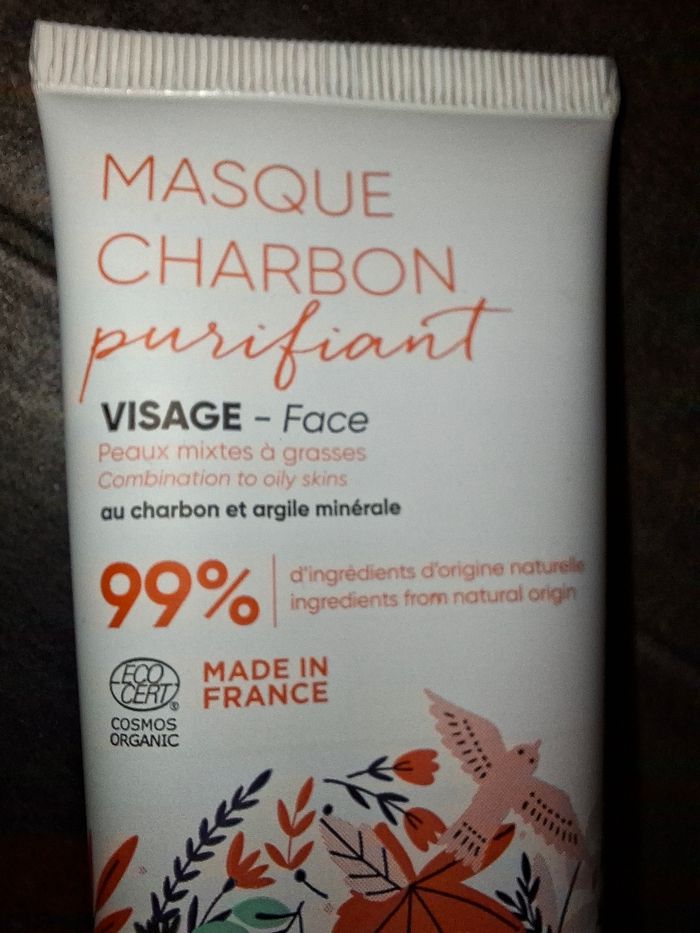 MASQUE
CHARBON
purifiant
VISAGE – Face
Peaux mixtes à grasses
Combination to oily skins
au charbon et argile minérale
99%
d'ingrédients d'origine naturelle
ingredients from natural origin
ECO
CERT®
COSMOS
ORGANIC
MADE IN
FRANCE